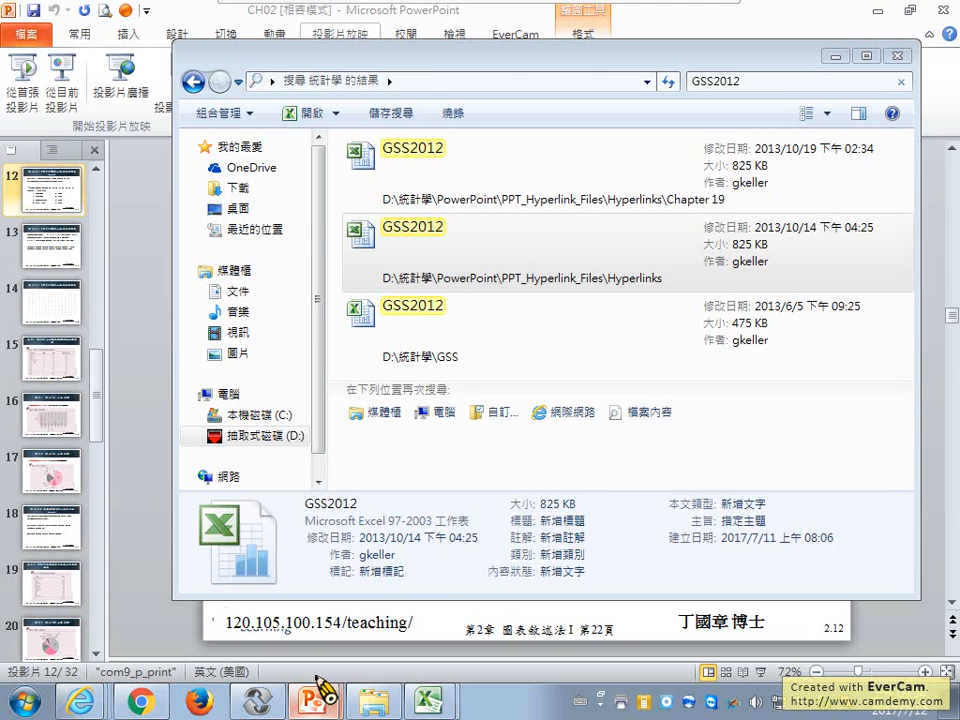 CH02 [相容模式] - Microsoft PowerPoint
繪圖工具
檔案 常用 插入 設計 切換 動畫 投影片放映 校閱 檢視 EverCam 格式
從首張投影片
從目前投影片
投影片廣播
開始投影片放映
搜尋 統計學 的結果
GSS2012
組合管理 開啟 儲存搜尋 燒錄
我的最愛
OneDrive
下載
桌面
最近的位置
媒體櫃
文件
音樂
視訊
圖片
電腦
本機磁碟 (C:)
抽取式磁碟 (D:)
網路
GSS2012
修改日期: 2013/10/19 下午 02:34
大小: 825 KB
作者: gkeller
D:\統計學\PowerPoint\PPT_Hyperlink_Files\Hyperlinks\Chapter 19
GSS2012
修改日期: 2013/10/14 下午 04:25
大小: 825 KB
作者: gkeller
D:\統計學\PowerPoint\PPT_Hyperlink_Files\Hyperlinks
GSS2012
修改日期: 2013/6/5 下午 09:25
大小: 475 KB
作者: gkeller
D:\統計學\GSS
在下列位置再次搜尋:
媒體櫃 電腦 自訂... 網際網路 檔案內容
GSS2012
Microsoft Excel 97-2003 工作表
修改日期: 2013/10/14 下午 04:25
作者: gkeller
標記: 新增標記
大小: 825 KB
標題: 新增標題
註解: 新增註解
類別: 新增類別
內容狀態: 新增文字
本文類型: 新增文字
主旨: 指定主題
建立日期: 2017/7/11 上午 08:06
12
13
14
15
16
17
18
19
20
120.105.100.154/teaching/
第2章 圖表敘述法 I 第22頁
丁國章 博士
2.12
投影片 12/ 32 "com9_p_print" 英文 (美國)
72%
Created with EverCam.
http://www.camdemy.com